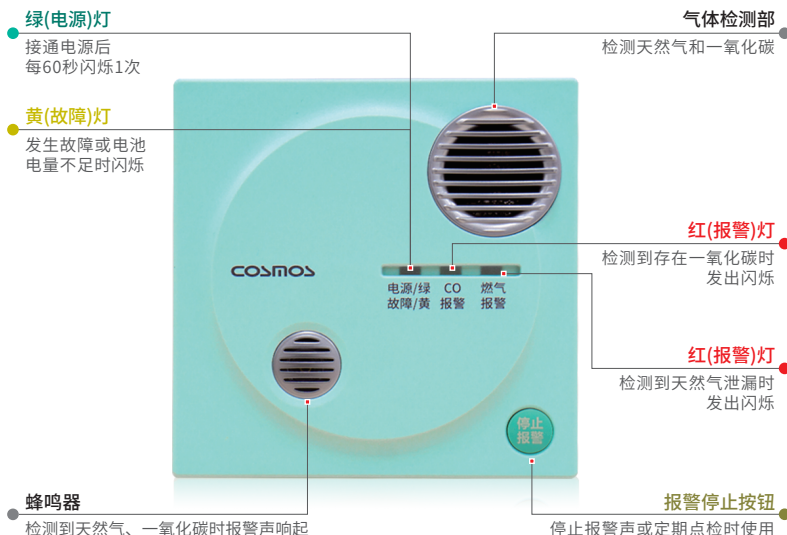 绿(电源)灯
接通电源后
每60秒闪烁1次
黄(故障)灯
发生故障或电池
电量不足时闪烁
气体检测部
检测天然气和一氧化碳
红(报警)灯
检测到存在一氧化碳时
发出闪烁
COSMOS
电源/绿 CO 燃气
故障/黄 报警 报警
红(报警)灯
检测到天然气泄漏时
发出闪烁
停止
报警
蜂鸣器
检测到天然气、一氧化碳时报警声响起
报警停止按钮
停止报警声或定期点检时使用